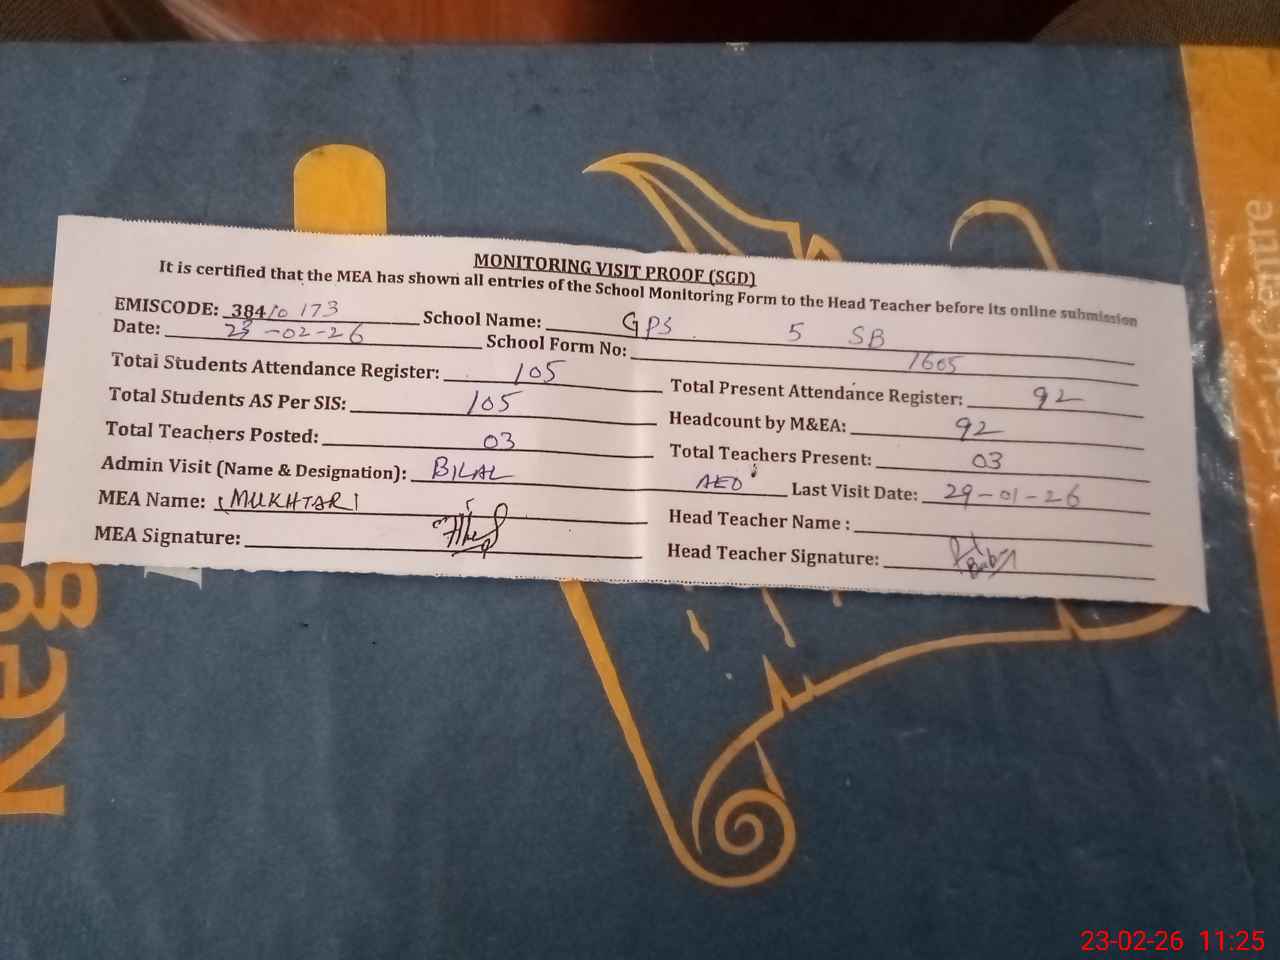 MONITORING VISIT PROOF (SGD)
It is certified that the MEA has shown all entries of the School Monitoring Form to the Head Teacher before its online submission
EMISCODE: 38410173 School Name: GPS 5 SB
Date: 23-02-26 School Form No: 1605
Total Students Attendance Register: 105 Total Present Attendance Register: 92
Total Students AS Per SIS: 105 Headcount by M&EA: 92
Total Teachers Posted: 03 Total Teachers Present: 03
Admin Visit (Name & Designation): BILAL AEO Last Visit Date: 29-01-26
MEA Name: (MUKHTAR) Head Teacher Name :
MEA Signature: Head Teacher Signature:
Register
Centre
23-02-26 11:25